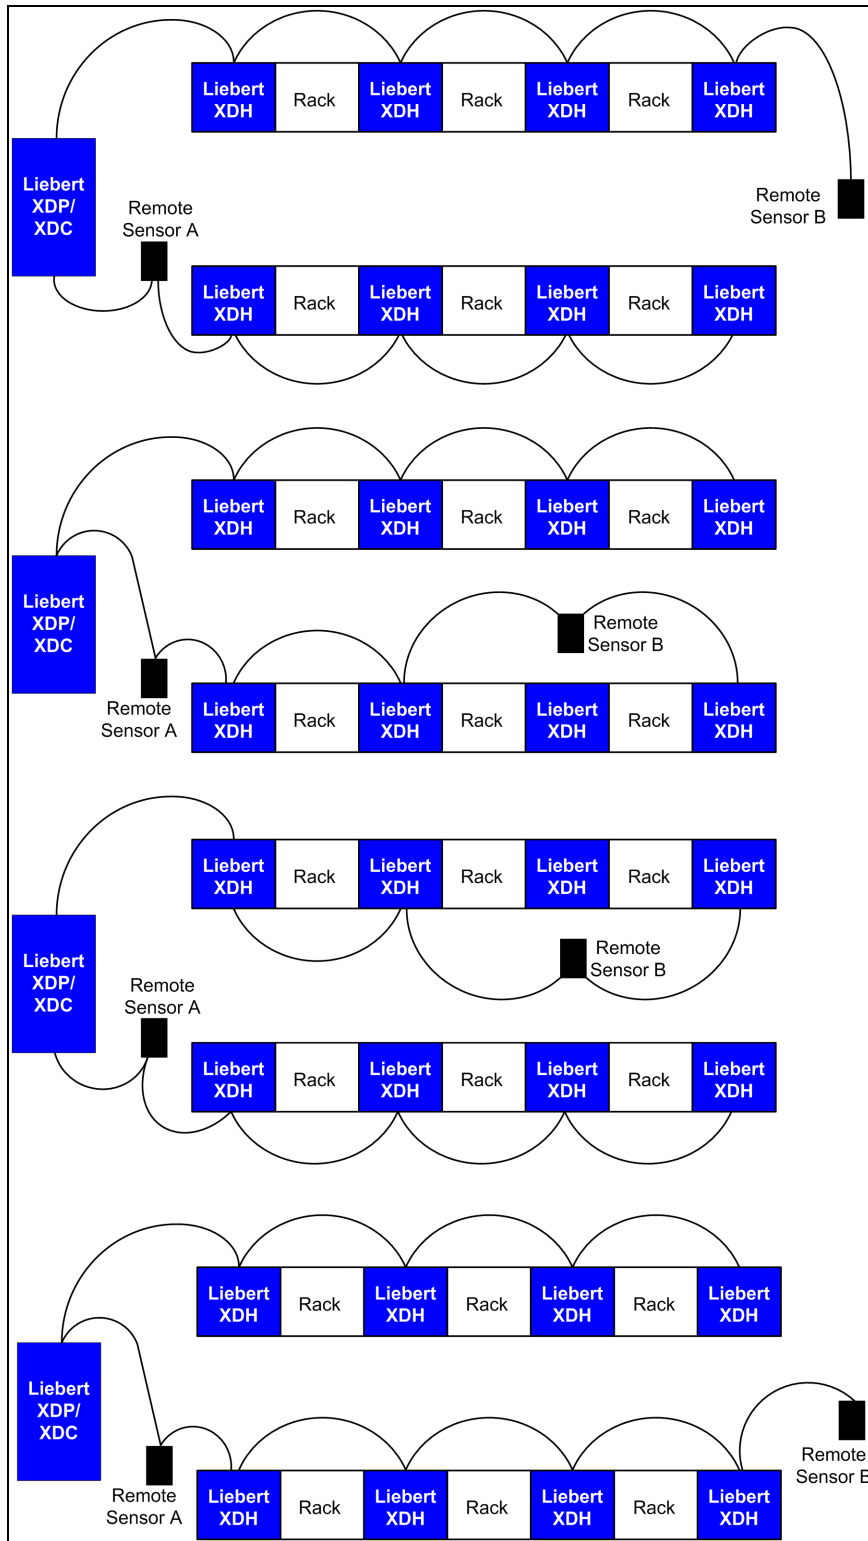 Liebert Rack Liebert Rack Liebert Rack Liebert
XDH XDH XDH XDH
Liebert
XDP/
XDC
Remote
Sensor A
Remote
Sensor B
Liebert Rack Liebert Rack Liebert Rack Liebert
XDH XDH XDH XDH
Liebert Rack Liebert Rack Liebert Rack Liebert
XDH XDH XDH XDH
Liebert
XDP/
XDC
Remote
Sensor B
Remote
Sensor A
Liebert Rack Liebert Rack Liebert Rack Liebert
XDH XDH XDH XDH
Liebert Rack Liebert Rack Liebert Rack Liebert
XDH XDH XDH XDH
Liebert
XDP/
XDC
Remote
Sensor B
Remote
Sensor A
Liebert Rack Liebert Rack Liebert Rack Liebert
XDH XDH XDH XDH
Liebert Rack Liebert Rack Liebert Rack Liebert
XDH XDH XDH XDH
Liebert
XDP/
XDC
Remote
Sensor B
Remote
Sensor A
Liebert Rack Liebert Rack Liebert Rack Liebert
XDH XDH XDH XDH